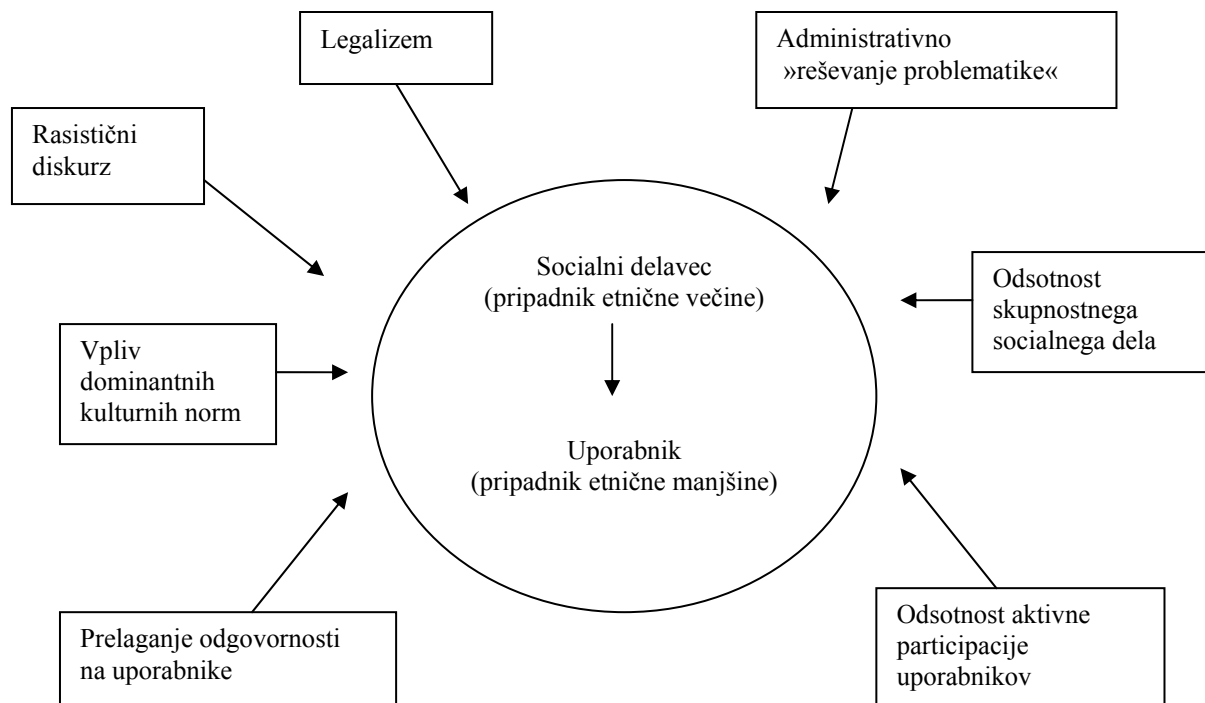 Legalizem
Administrativno
»reševanje problematike«
Rasistični
diskurz
Socialni delavec
(pripadnik etnične večine)
Odsotnost
skupnostnega
socialnega dela
Vpliv
dominantnih
kulturnih norm
Uporabnik
(pripadnik etnične manjšine)
Prelaganje odgovornosti
na uporabnike
Odsotnost aktivne
participacije
uporabnikov